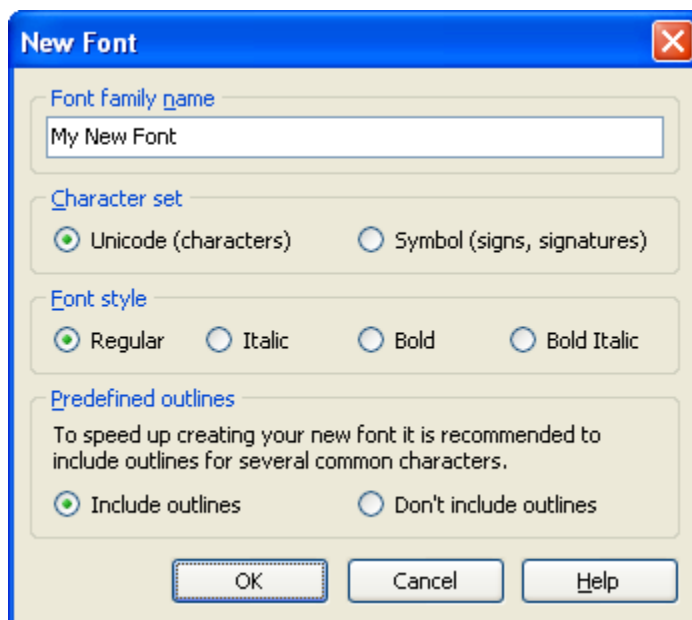 New Font
Font family name
My New Font
Character set
Unicode (characters) Symbol (signs, signatures)
Font style
Regular Italic Bold Bold Italic
Predefined outlines
To speed up creating your new font it is recommended to
include outlines for several common characters.
Include outlines Don't include outlines
OK Cancel Help